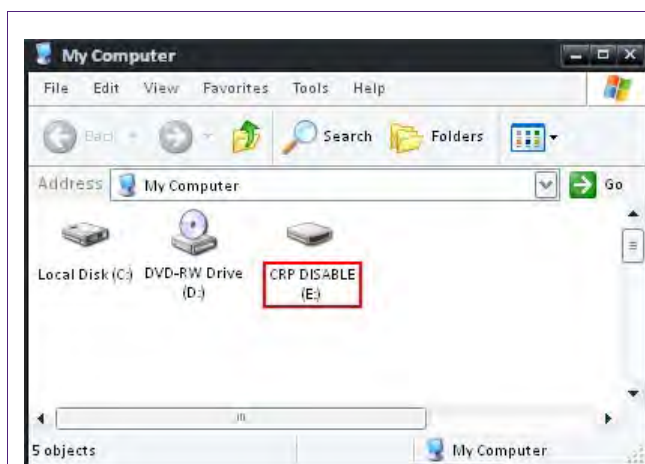 My Computer
File Edit View Favorites Tools Help
Back Search Folders
Address My Computer Go
Local Disk (C:) DVD-RW Drive (D:) CRP DISABLE (E:)
5 objects My Computer